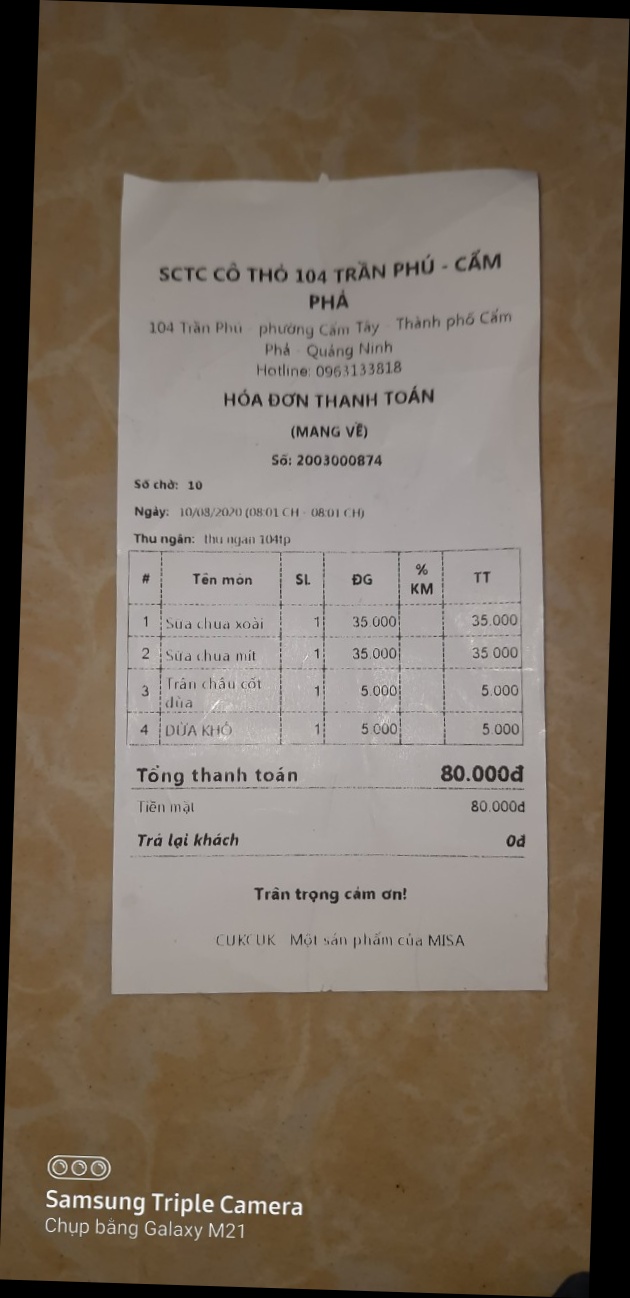 SCTC CÔ THỎ 104 TRẦN PHÚ - CẨM
PHẢ
104 Trần Phú - phường Cẩm Tây - Thành phố Cẩm
Phả - Quảng Ninh
Hotline: 0963133818
HÓA ĐƠN THANH TOÁN
(MANG VỀ)
Số: 2003000874
Số chờ: 10
Ngày: 10/08/2020 (08:01 CH - 08:01 CH)
Thu ngân: thu ngan 104tp
# Tên món SL ĐG % KM TT
1 Sữa chua xoài 1 35.000 35.000
2 Sữa chua mít 1 35.000 35.000
3 Trân châu cốt dừa 1 5.000 5.000
4 DỪA KHÔ 1 5.000 5.000
Tổng thanh toán 80.000đ
Tiền mặt 80.000đ
Trả lại khách 0đ
Trân trọng cảm ơn!
CUKCUK - Một sản phẩm của MISA
Samsung Triple Camera
Chụp bằng Galaxy M21